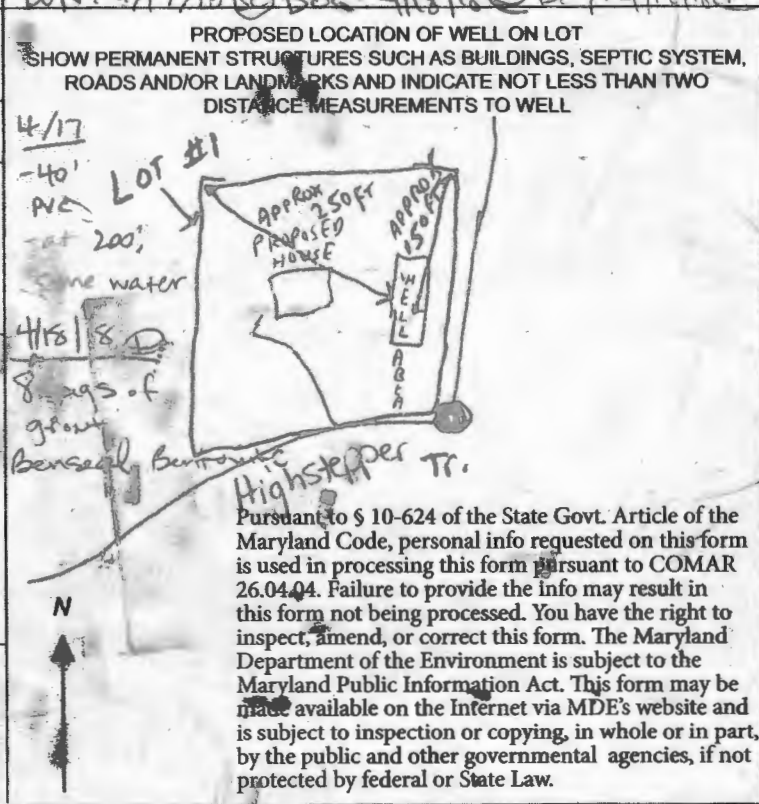 PROPOSED LOCATION OF WELL ON LOT
SHOW PERMANENT STRUCTURES SUCH AS BUILDINGS, SEPTIC SYSTEM,
ROADS AND/OR LANDMARKS AND INDICATE NOT LESS THAN TWO
DISTANCE MEASUREMENTS TO WELL
4/17
-40'
PVC
at 200',
some water
4/18/18
8 bags of
grout
Benseal Bentonite
LOT #1
APPROX
250FT
PROPOSED
HOUSE
APPROX
150FT
WELL
AREA
Highstepper Tr.
N
Pursuant to § 10-624 of the State Govt. Article of the
Maryland Code, personal info requested on this form
is used in processing this form pursuant to COMAR
26.04.04. Failure to provide the info may result in
this form not being processed. You have the right to
inspect, amend, or correct this form. The Maryland
Department of the Environment is subject to the
Maryland Public Information Act. This form may be
made available on the Internet via MDE's website and
is subject to inspection or copying, in whole or in part,
by the public and other governmental agencies, if not
protected by federal or State Law.